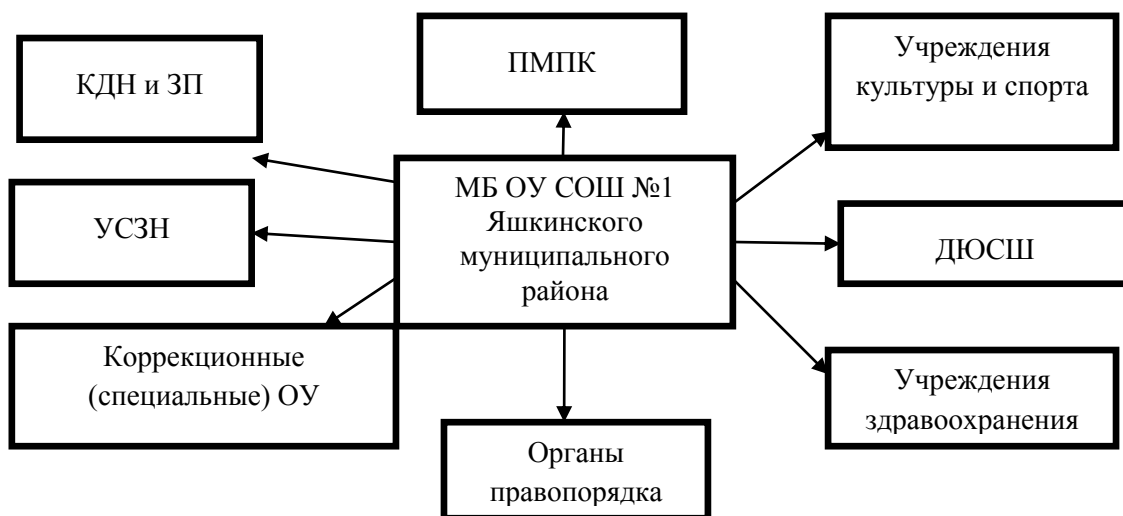 КДН и ЗП
ПМПК
Учреждения
культуры и спорта
УСЗН
МБ ОУ СОШ №1
Яшкинского
муниципального
района
ДЮСШ
Коррекционные
(специальные) ОУ
Учреждения
здравоохранения
Органы
правопорядка